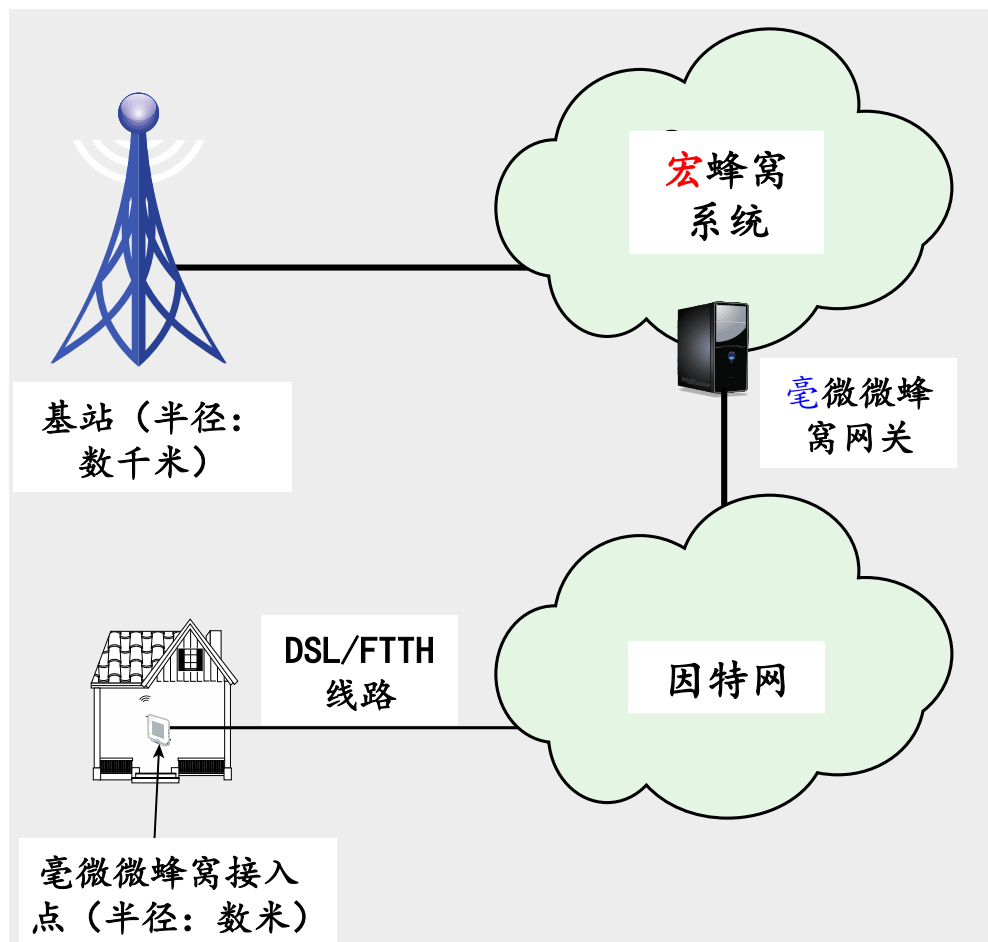 宏蜂窝
系统
基站（半径：
数千米）
毫微微蜂
窝网关
DSL/FTTH
线路
因特网
毫微微蜂窝接入
点（半径：数米）